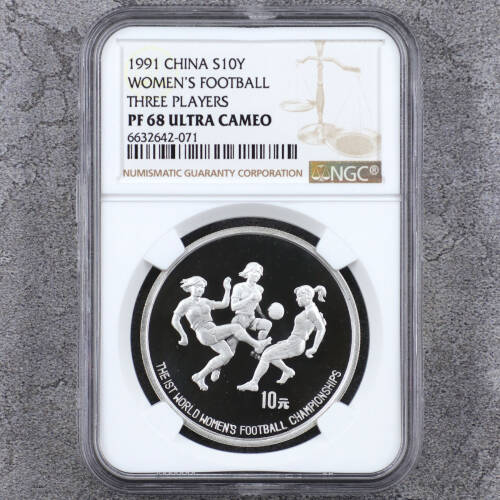 1991 CHINA S10Y
WOMEN'S FOOTBALL
THREE PLAYERS
PF 68 ULTRA CAMEO
6632642-071
NUMISMATIC GUARANTY CORPORATION
NGC®
10元
THE 1ST WORLD WOMEN'S FOOTBALL CHAMPIONSHIPS